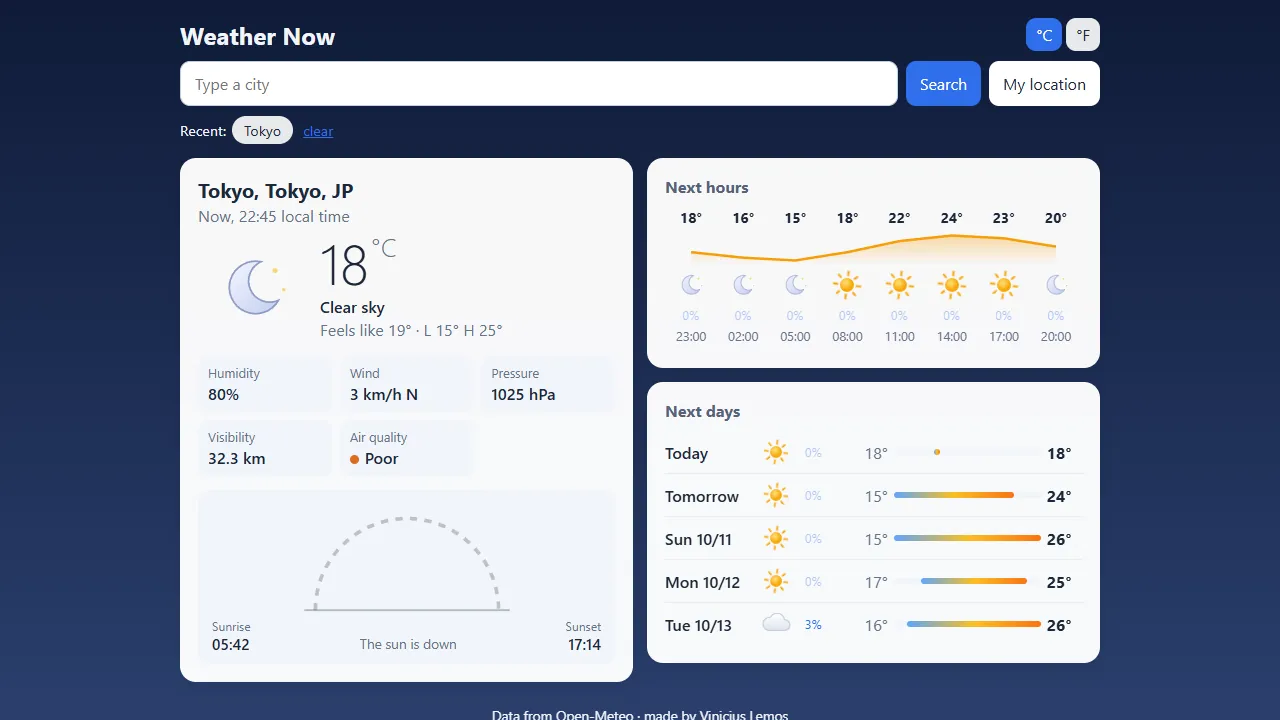 Weather Now
°C °F
Type a city
Search
My location
Recent: Tokyo clear
Tokyo, Tokyo, JP
Now, 22:45 local time
18 °C
Clear sky
Feels like 19° · L 15° H 25°
Humidity
80%
Wind
3 km/h N
Pressure
1025 hPa
Visibility
32.3 km
Air quality
Poor
Sunrise
05:42
The sun is down
Sunset
17:14
Next hours
18° 16° 15° 18° 22° 24° 23° 20°
0% 0% 0% 0% 0% 0% 0% 0%
23:00 02:00 05:00 08:00 11:00 14:00 17:00 20:00
Next days
Today 0% 18° 18°
Tomorrow 0% 15° 24°
Sun 10/11 0% 15° 26°
Mon 10/12 0% 17° 25°
Tue 10/13 3% 16° 26°
Data from Open-Meteo · made by Vinicius Lemos